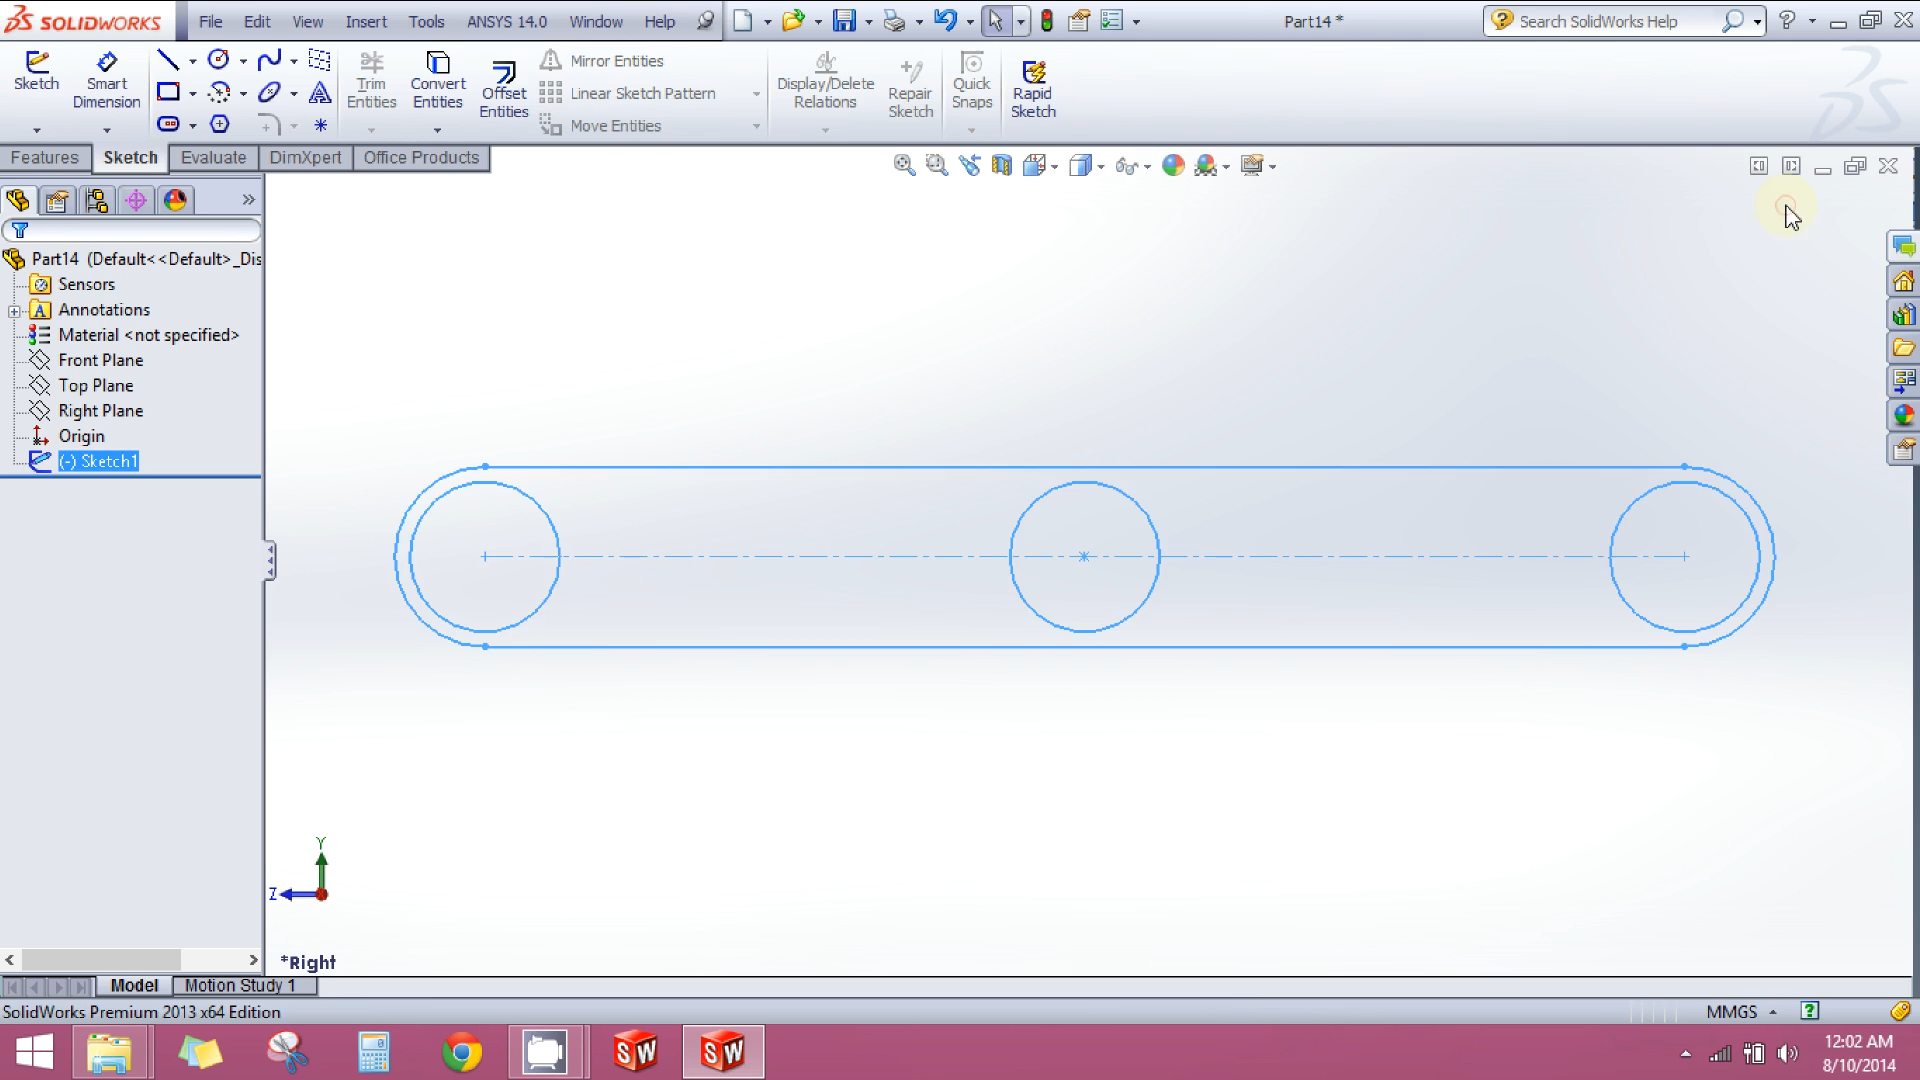 SOLIDWORKS File Edit View Insert Tools ANSYS 14.0 Window Help Part14 * Search SolidWorks Help
Sketch Smart Dimension Trim Entities Convert Entities Offset Entities Mirror Entities Linear Sketch Pattern Move Entities Display/Delete Relations Repair Sketch Quick Snaps Rapid Sketch
Features Sketch Evaluate DimXpert Office Products
Part14 (Default<<Default>_Dis
Sensors
A Annotations
Material <not specified>
Front Plane
Top Plane
Right Plane
Origin
(-) Sketch1
Y
Z
*Right
Model Motion Study 1
SolidWorks Premium 2013 x64 Edition MMGS
SW SW 12:02 AM
8/10/2014